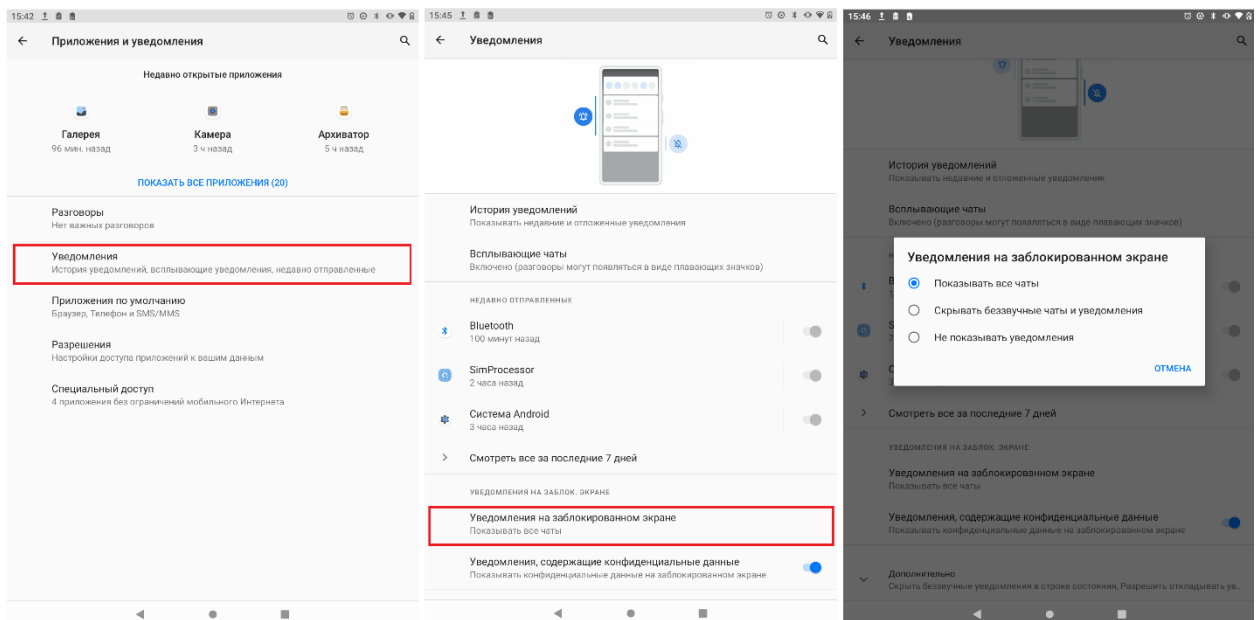 15:42
Приложения и уведомления
Недавно открытые приложения
Галерея
96 мин. назад
Камера
3 ч назад
Архиватор
5 ч назад
ПОКАЗАТЬ ВСЕ ПРИЛОЖЕНИЯ (20)
Разговоры
Нет важных разговоров
Уведомления
История уведомлений, всплывающие уведомления, недавно отправленные
Приложения по умолчанию
Браузер, Телефон и SMS/MMS
Разрешения
Настройки доступа приложений к вашим данным
Специальный доступ
4 приложения без ограничений мобильного Интернета
15:45
Уведомления
История уведомлений
Показывать недавние и отложенные уведомления
Всплывающие чаты
Включено (разговоры могут появляться в виде плавающих значков)
НЕДАВНО ОТПРАВЛЕННЫЕ
Bluetooth
100 минут назад
SimProcessor
2 часа назад
Система Android
3 часа назад
Смотреть все за последние 7 дней
УВЕДОМЛЕНИЯ НА ЗАБЛОК. ЭКРАНЕ
Уведомления на заблокированном экране
Показывать все чаты
Уведомления, содержащие конфиденциальные данные
Показывать конфиденциальные данные на заблокированном экране
15:46
Уведомления
История уведомлений
Показывать недавние и отложенные уведомления
Всплывающие чаты
Включено (разговоры могут появляться в виде плавающих значков)
Уведомления на заблокированном экране
Показывать все чаты
Скрывать беззвучные чаты и уведомления
Не показывать уведомления
ОТМЕНА
Смотреть все за последние 7 дней
УВЕДОМЛЕНИЯ НА ЗАБЛОК. ЭКРАНЕ
Уведомления на заблокированном экране
Показывать все чаты
Уведомления, содержащие конфиденциальные данные
Показывать конфиденциальные данные на заблокированном экране
Дополнительно
Скрыть беззвучные уведомления в строке состояния, Разрешить откладывать ув..